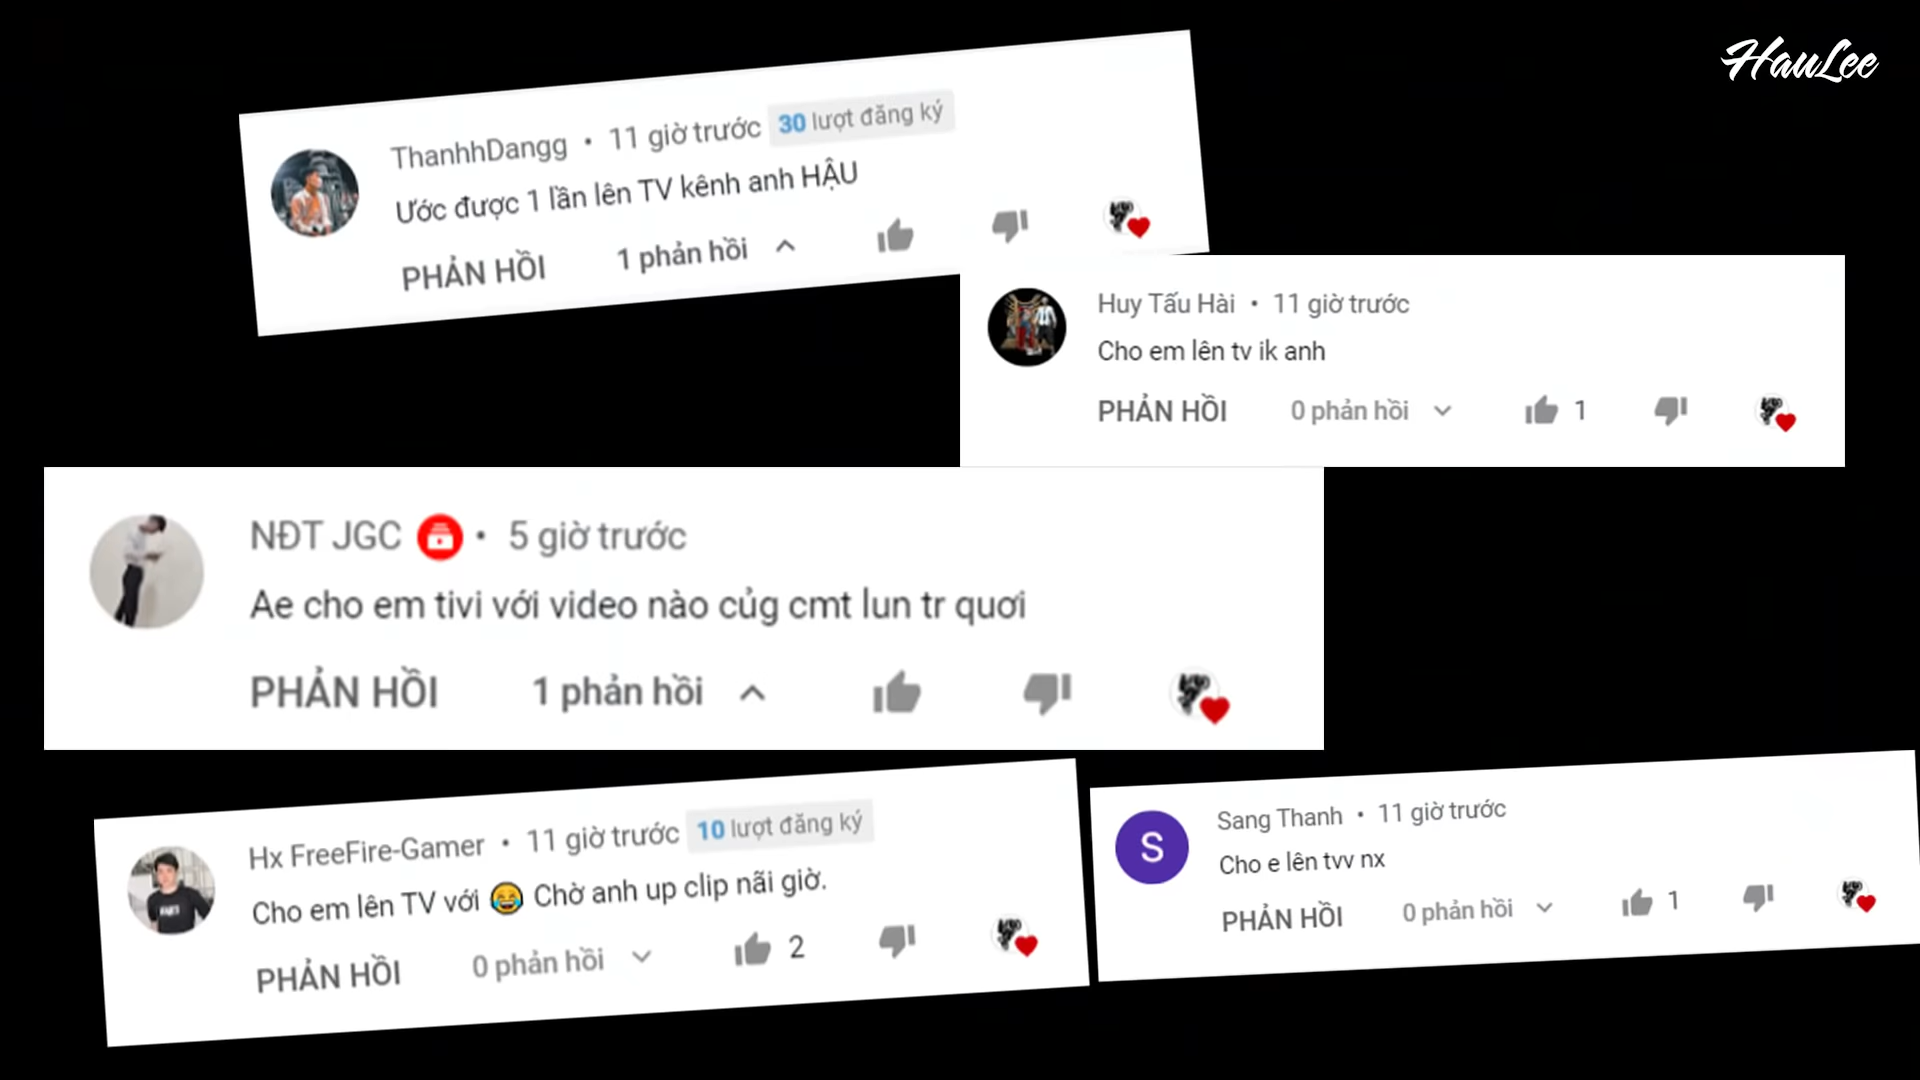 HauLee
ThanhhDangg • 11 giờ trước 30 lượt đăng ký
Ước được 1 lần lên TV kênh anh HẬU
PHẢN HỒI 1 phản hồi
Huy Tấu Hài • 11 giờ trước
Cho em lên tv ik anh
PHẢN HỒI 0 phản hồi 1
NĐT JGC • 5 giờ trước
Ae cho em tivi với video nào củg cmt lun tr quơi
PHẢN HỒI 1 phản hồi
Hx FreeFire-Gamer • 11 giờ trước 10 lượt đăng ký
Cho em lên TV với 😂 Chờ anh up clip nãi giờ.
PHẢN HỒI 0 phản hồi 2
S
Sang Thanh • 11 giờ trước
Cho e lên tvv nx
PHẢN HỒI 0 phản hồi 1